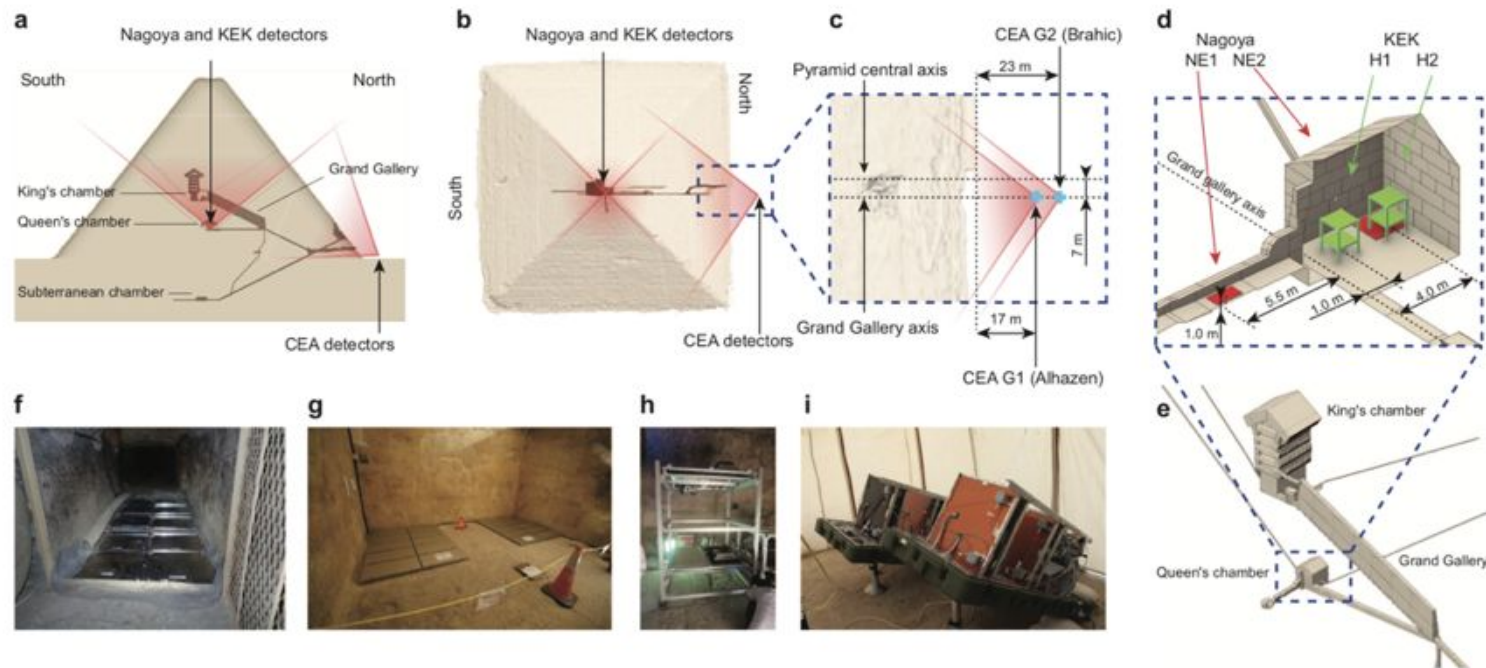 a
Nagoya and KEK detectors
South
North
Grand Gallery
King's chamber
Queen's chamber
Subterranean chamber
CEA detectors
b
Nagoya and KEK detectors
North
South
CEA detectors
c
CEA G2 (Brahic)
23 m
Pyramid central axis
7 m
Grand Gallery axis
17 m
CEA G1 (Alhazen)
d
Nagoya
NE1 NE2
KEK
H1 H2
Grand gallery axis
5.5 m
1.0 m
4.0 m
1.0 m
e
King's chamber
Queen's chamber
Grand Gallery
f
g
h
i